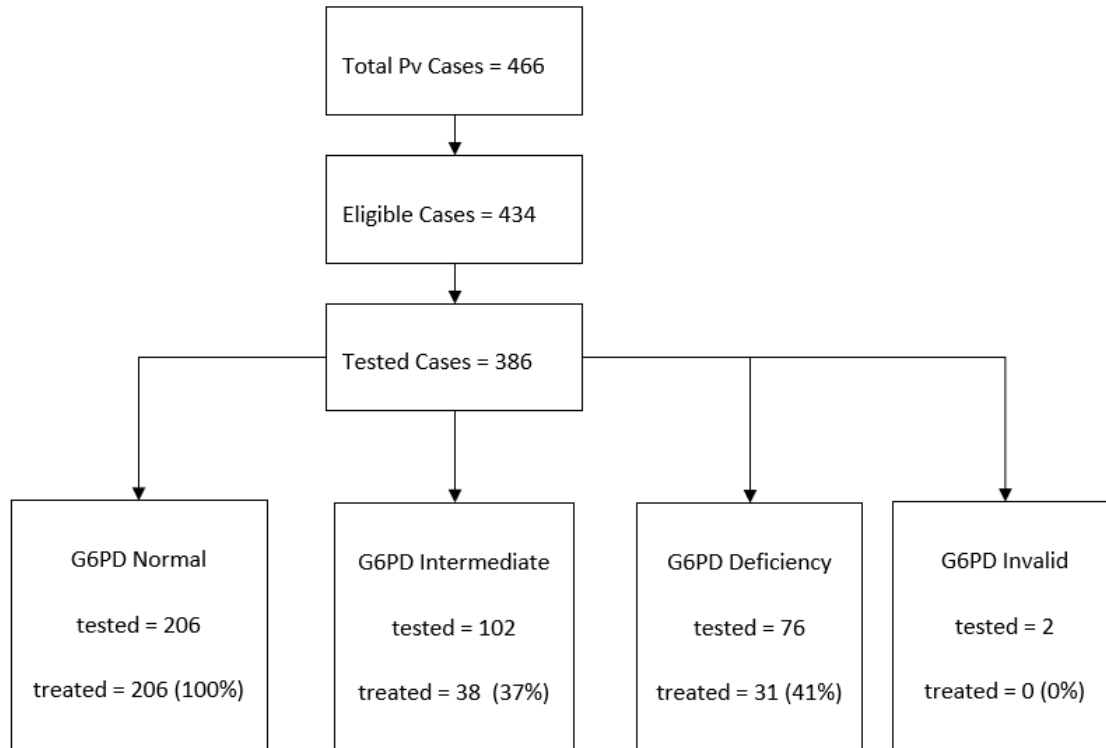 Total Pv Cases = 466
Eligible Cases = 434
Tested Cases = 386
G6PD Normal
tested = 206
treated = 206 (100%)
G6PD Intermediate
tested = 102
treated = 38  (37%)
G6PD Deficiency
tested = 76
treated = 31 (41%)
G6PD Invalid
tested = 2
treated = 0 (0%)